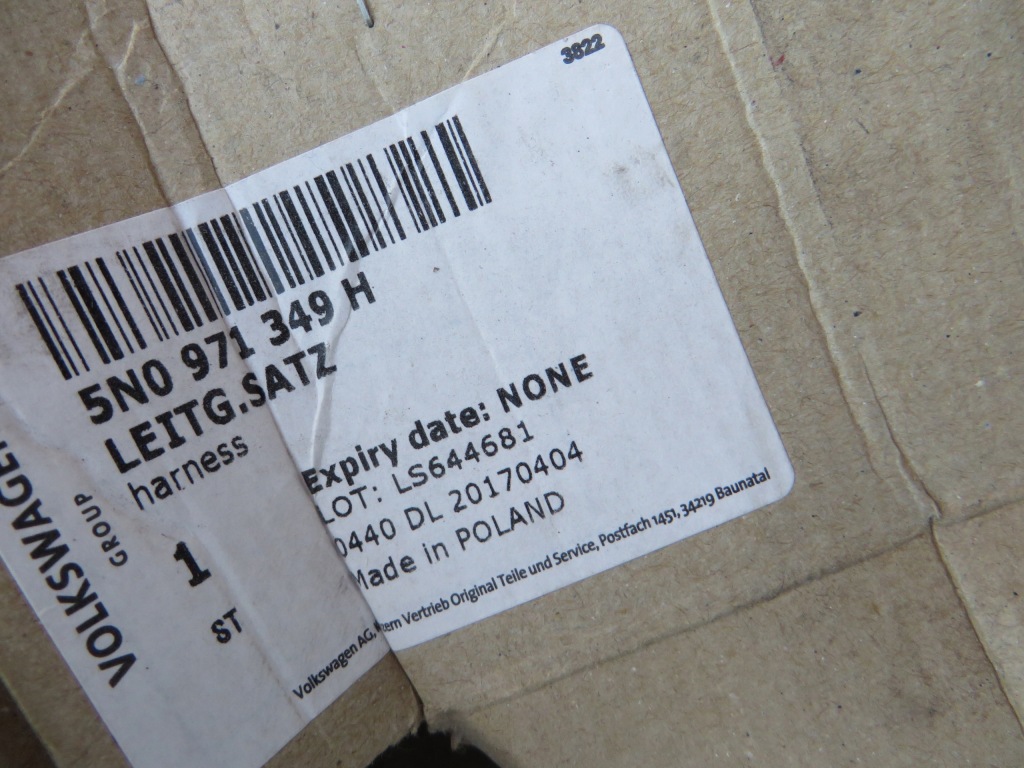 3822
5N0 971 349 H
LEITG.SATZ
harness
Expiry date: NONE
LOT: LS644681
0440 DL 20170404
Made in POLAND
1
ST
VOLKSWAGE
GROUP
Volkswagen AG, Vertrieb Original Teile und Service, Postfach 1451, 34219 Baunatal